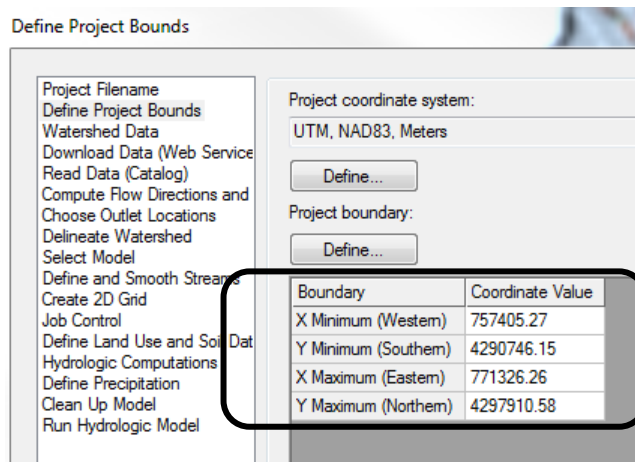 Define Project Bounds
Project Filename
Define Project Bounds
Watershed Data
Download Data (Web Service
Read Data (Catalog)
Compute Flow Directions and
Choose Outlet Locations
Delineate Watershed
Select Model
Define and Smooth Streams
Create 2D Grid
Job Control
Define Land Use and Soil Dat
Hydrologic Computations
Define Precipitation
Clean Up Model
Run Hydrologic Model
Project coordinate system:
UTM, NAD83, Meters
Define...
Project boundary:
Define...
Boundary Coordinate Value
X Minimum (Western) 757405.27
Y Minimum (Southern) 4290746.15
X Maximum (Eastern) 771326.26
Y Maximum (Northern) 4297910.58